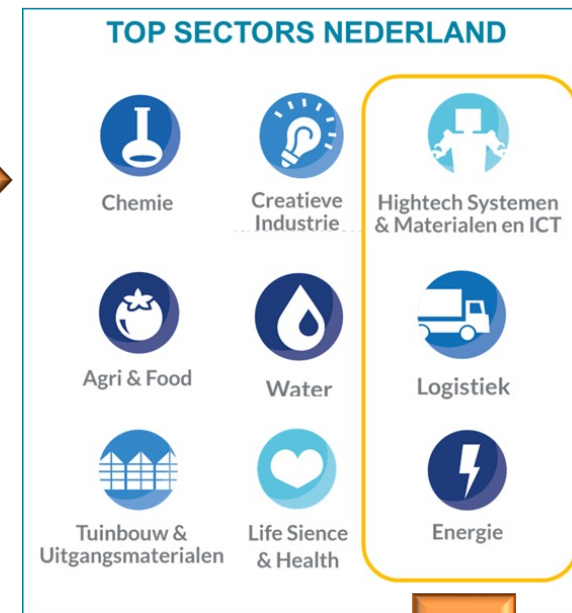 TOP SECTORS NEDERLAND
Chemie
Creatieve
Industrie
Hightech Systemen
& Materialen en ICT
Agri & Food
Water
Logistiek
Tuinbouw &
Uitgangsmaterialen
Life Sience
& Health
Energie